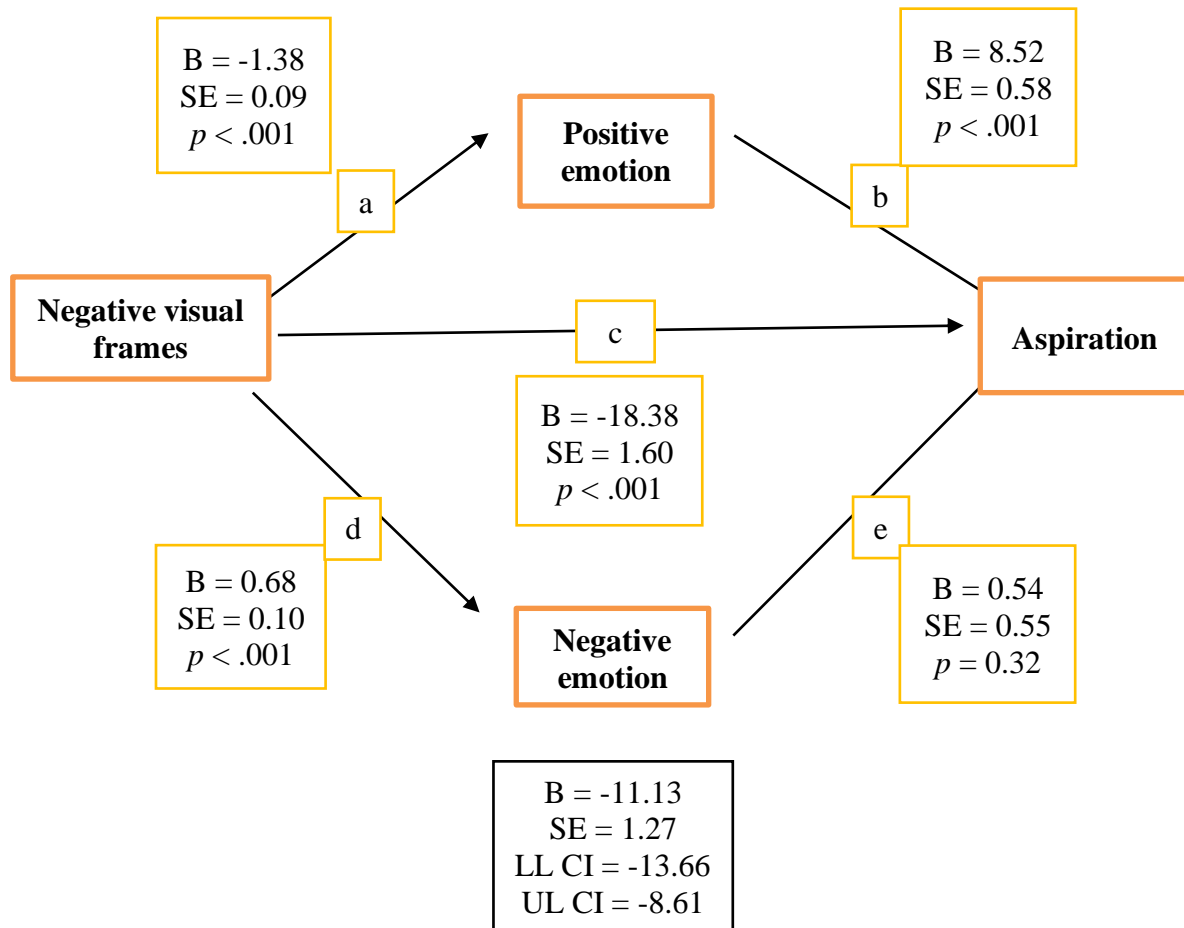 B = -1.38
SE = 0.09
p < .001
B = 8.52
SE = 0.58
p < .001
Positive
emotion
a
b
Negative visual
frames
c
Aspiration
B = -18.38
SE = 1.60
p < .001
d
e
B = 0.68
SE = 0.10
p < .001
Negative
emotion
B = 0.54
SE = 0.55
p = 0.32
B = -11.13
SE = 1.27
LL CI = -13.66
UL CI = -8.61